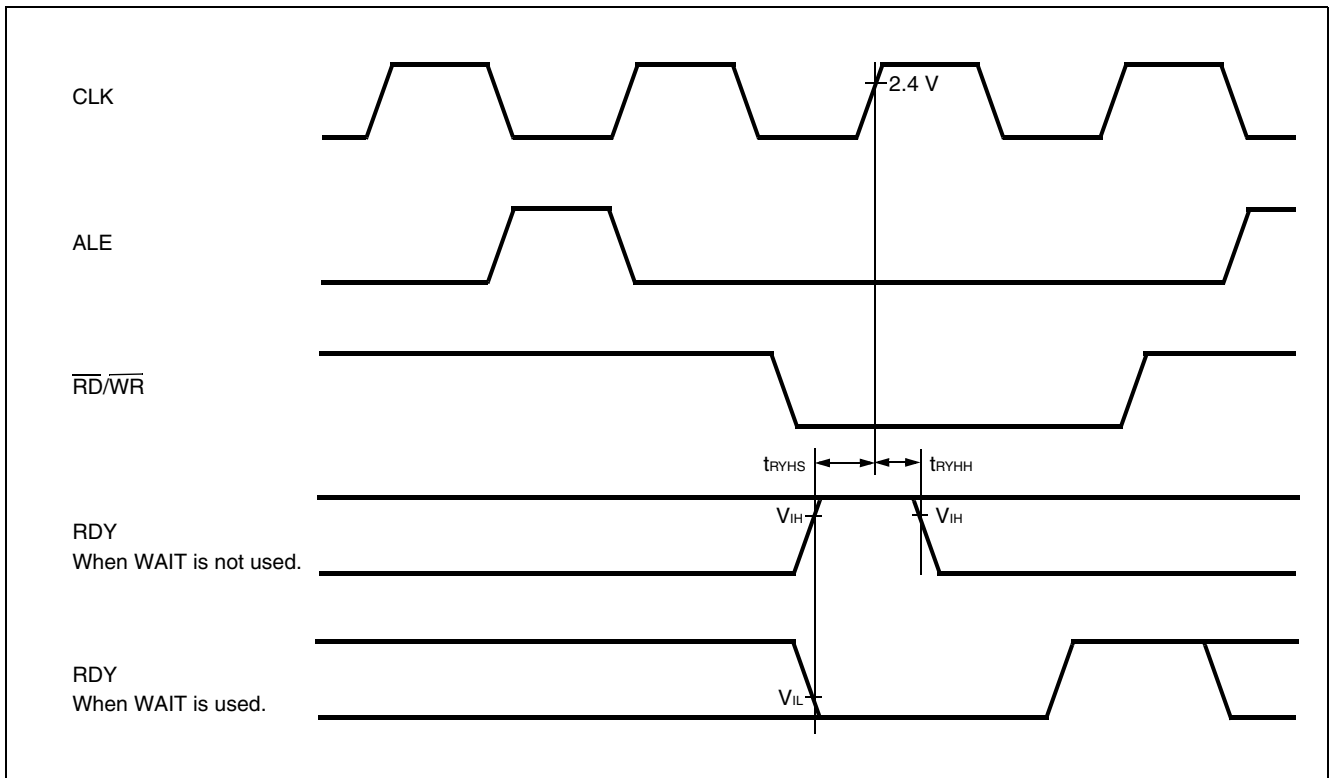 CLK
2.4 V
ALE
RD/WR
tRYHS
tRYHH
RDY
When WAIT is not used.
VIH
VIH
RDY
When WAIT is used.
VIL